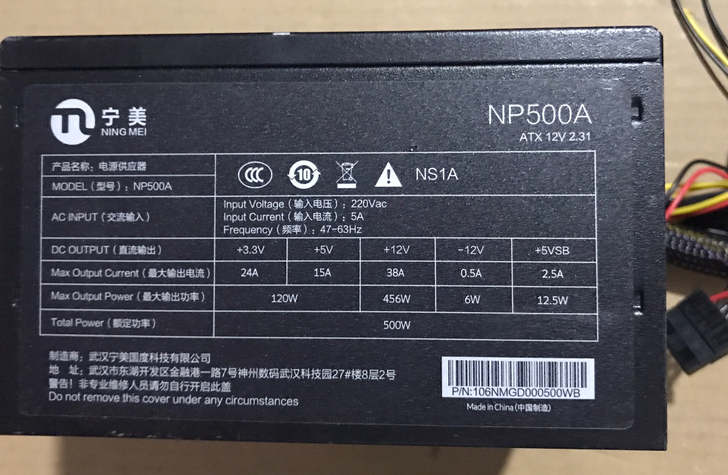 宁美
NING MEI
NP500A
ATX 12V 2.31
产品名称：电源供应器
MODEL（型号）：NP500A
CCC 10 NS1A
AC INPUT（交流输入）
Input Voltage（输入电压）：220Vac
Input Current（输入电流）：5A
Frequency（频率）：47-63Hz
DC OUTPUT（直流输出） +3.3V +5V +12V -12V +5VSB
Max Output Current（最大输出电流） 24A 15A 38A 0.5A 2.5A
Max Output Power（最大输出功率） 120W 456W 6W 12.5W
Total Power（额定功率） 500W
制造商：武汉宁美国度科技有限公司
地 址：武汉市东湖开发区金融港一路7号神州数码武汉科技园27#楼8层2号
警告！非专业维修人员请勿自行开启此盖
Do not remove this cover under any circumstances
P/N:106NMGD000500WB
Made in China (中国制造)